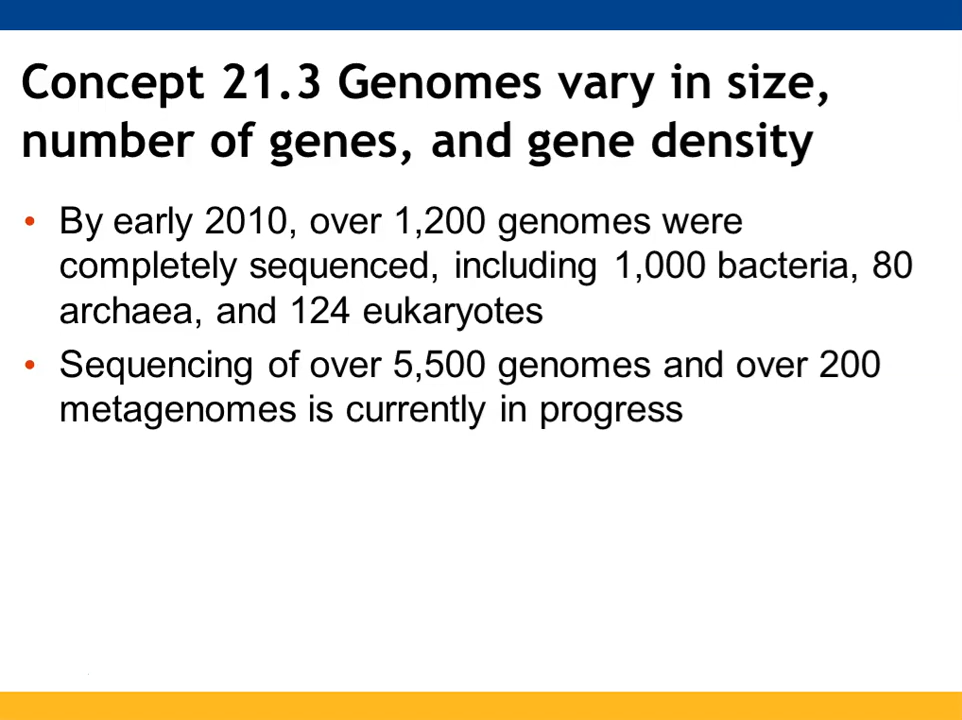 Concept 21.3 Genomes vary in size,
number of genes, and gene density
• By early 2010, over 1,200 genomes were
completely sequenced, including 1,000 bacteria, 80
archaea, and 124 eukaryotes
• Sequencing of over 5,500 genomes and over 200
metagenomes is currently in progress